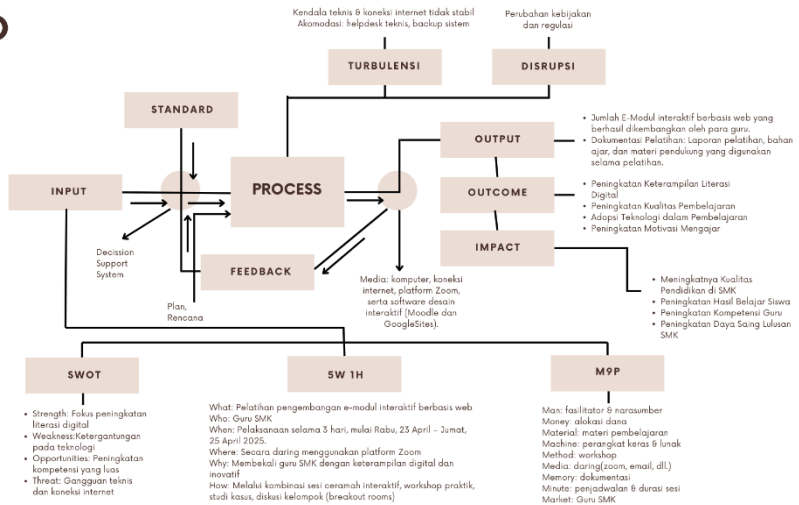 Kendala teknis & koneksi internet tidak stabil
Akomodasi: helpdesk teknis, backup sistem
Perubahan kebijakan
dan regulasi
TURBULENSI
DISRUPSI
STANDARD
OUTPUT
• Jumlah E-Modul interaktif berbasis web yang
berhasil dikembangkan oleh para guru.
• Dokumentasi Pelatihan: Laporan pelatihan, bahan
ajar, dan materi pendukung yang digunakan
selama pelatihan.
INPUT
PROCESS
OUTCOME
• Peningkatan Keterampilan Literasi
Digital
• Peningkatan Kualitas Pembelajaran
• Adopsi Teknologi dalam Pembelajaran
• Peningkatan Motivasi Mengajar
IMPACT
Decission
Support
System
FEEDBACK
Plan,
Rencana
Media: komputer, koneksi
internet, platform Zoom,
serta software desain
interaktif (Moodle dan
GoogleSites).
• Meningkatnya Kualitas
Pendidikan di SMK
• Peningkatan Hasil Belajar Siswa
• Peningkatan Kompetensi Guru
• Peningkatan Daya Saing Lulusan
SMK
SWOT
• Strength: Fokus peningkatan
literasi digital
• Weakness:Ketergantungan
pada teknologi
• Opportunities: Peningkatan
kompetensi yang luas
• Threat: Gangguan teknis
dan koneksi internet
5W 1H
What: Pelatihan pengembangan e-modul interaktif berbasis web
Who: Guru SMK
When: Pelaksanaan selama 3 hari, mulai Rabu, 23 April – Jumat,
25 April 2025.
Where: Secara daring menggunakan platform Zoom
Why: Membekali guru SMK dengan keterampilan digital dan
inovatif
How: Melalui kombinasi sesi ceramah interaktif, workshop praktik,
studi kasus, diskusi kelompok (breakout rooms)
M9P
Man: fasilitator & narasumber
Money: alokasi dana
Material: materi pembelajaran
Machine: perangkat keras & lunak
Method: workshop
Media: daring(zoom, email, dll.)
Memory: dokumentasi
Minute: penjadwalan & durasi sesi
Market: Guru SMK